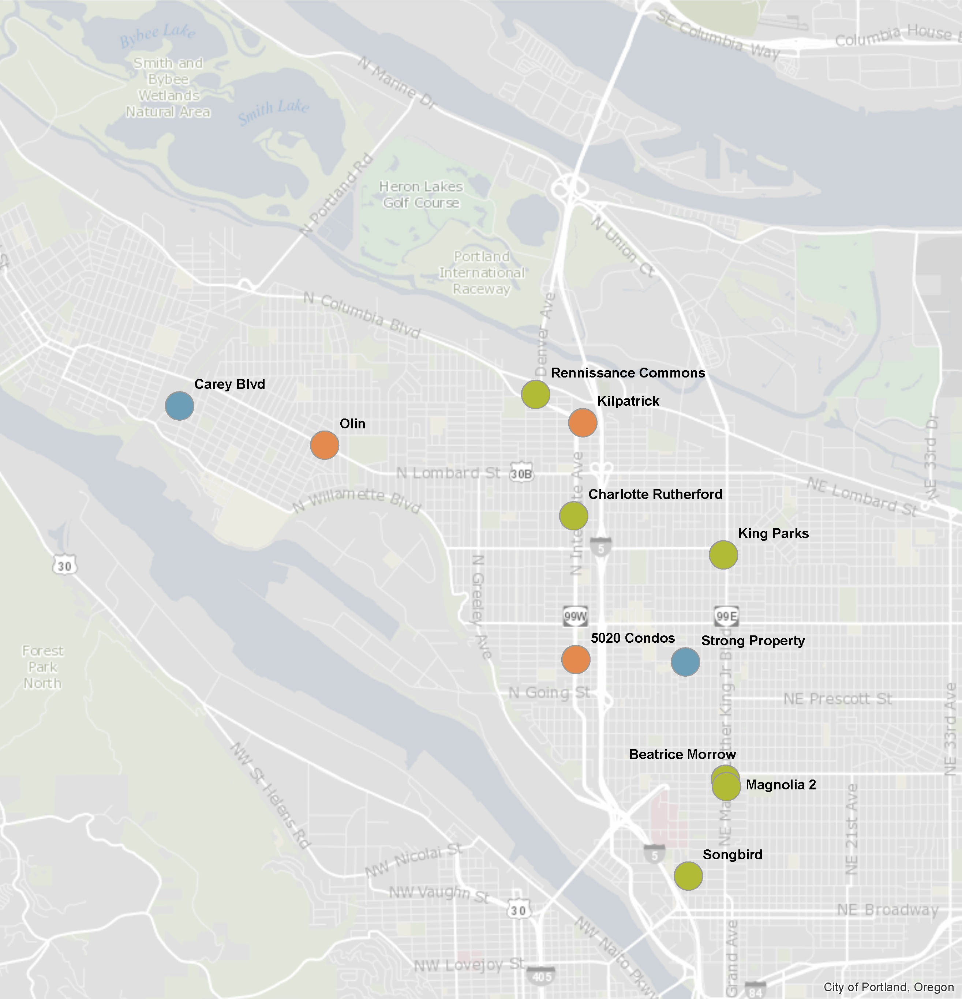 SE Columbia Way
Columbia House B
Bybee Lake
Smith and
Bybee
Wetlands
Natural Area
N Marine Dr
Smith Lake
N Portland Rd
Heron Lakes
Golf Course
N Union Ct
Portland
International
Raceway
St
N Columbia Blvd
Denver Ave
Rennissance Commons
Carey Blvd
Kilpatrick
Olin
NE 33rd Dr
N Lombard St
30B
NE Lombard St
Charlotte Rutherford
N Willamette Blvd
King Parks
5
30
N Greeley Ave
99W
99E
5020 Condos
Strong Property
Forest
Park
North
N Going St
NE Prescott St
NE 33rd Ave
Beatrice Morrow
Magnolia 2
NW St Helens Rd
NE 21st Ave
NW Nicolai St
5
Songbird
NW Vaughn St
30
NE Broadway
NW Naito Pkwy
Grand Ave
NW Lovejoy St
405
84
City of Portland, Oregon